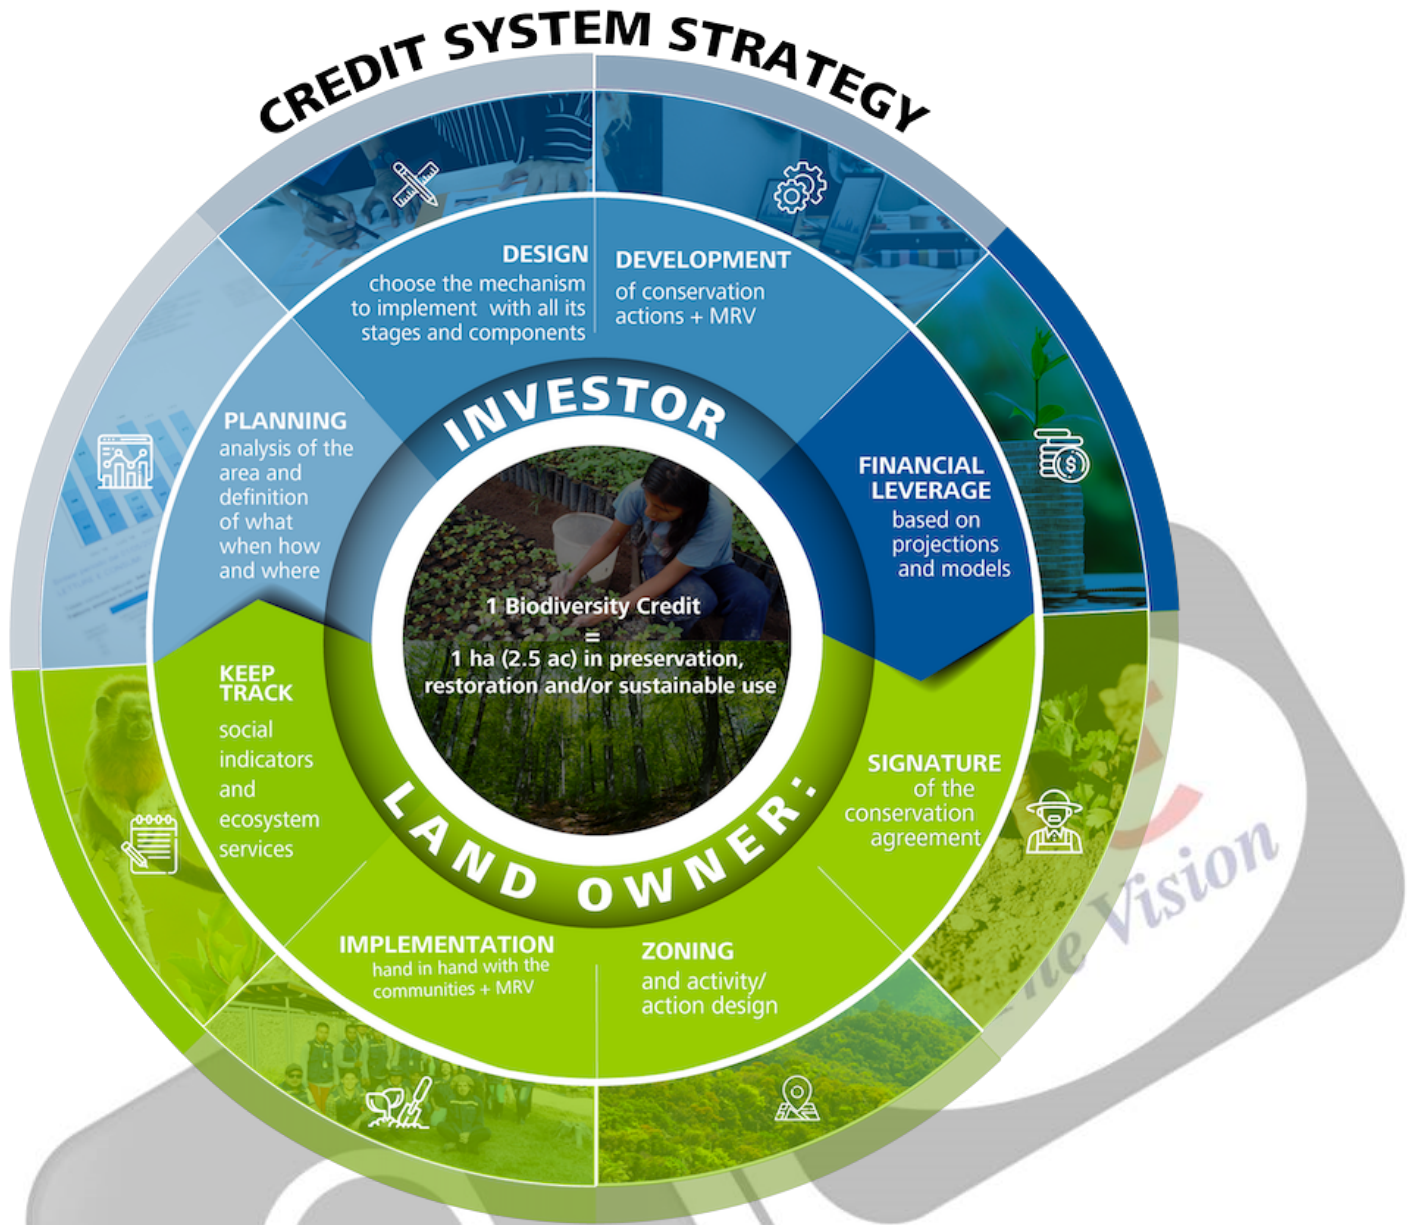 CREDIT SYSTEM STRATEGY
DESIGN
choose the mechanism
to implement with all its
stages and components
DEVELOPMENT
of conservation
actions + MRV
INVESTOR
PLANNING
analysis of the
area and
definition
of what
when how
and where
FINANCIAL
LEVERAGE
based on
projections
and models
1 Biodiversity Credit
=
1 ha (2.5 ac) in preservation,
restoration and/or sustainable use
KEEP
TRACK
social
indicators
and
ecosystem
services
SIGNATURE
of the
conservation
agreement
LAND OWNER:
IMPLEMENTATION
hand in hand with the
communities + MRV
ZONING
and activity/
action design
Vision